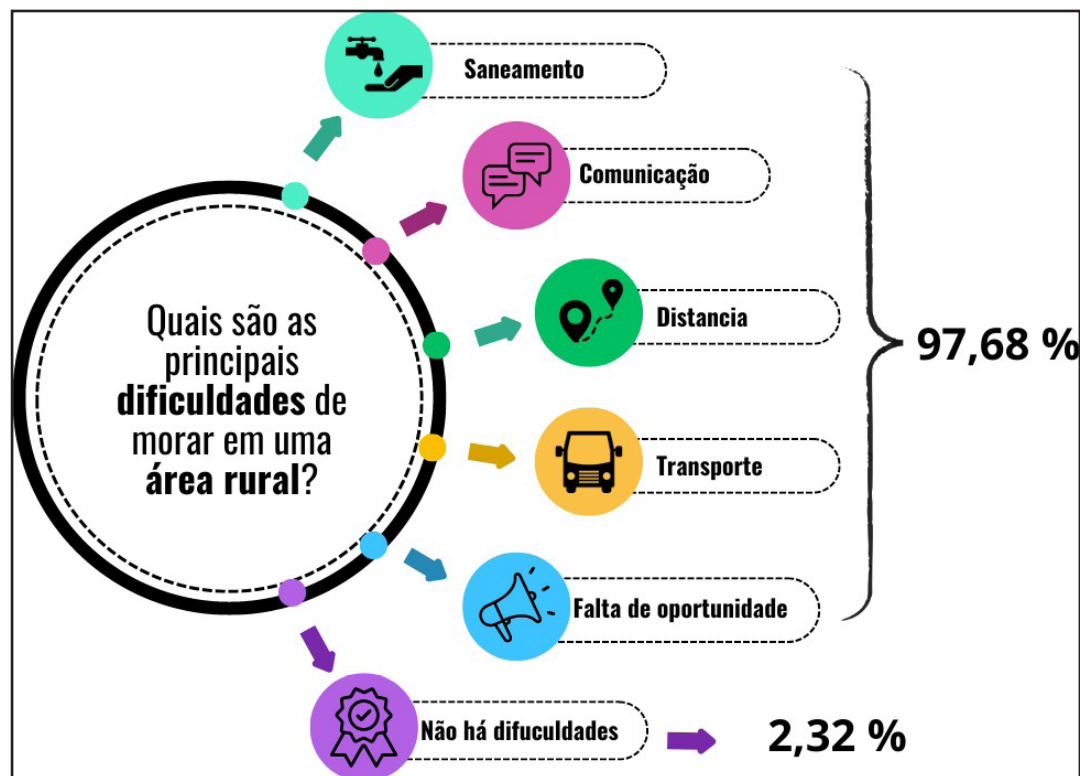 Saneamento
Comunicação
Distancia
Transporte
Falta de oportunidade
Não há difuculdades
97,68 %
2,32 %
Quais são as
principais
dificuldades de
morar em uma
área rural?